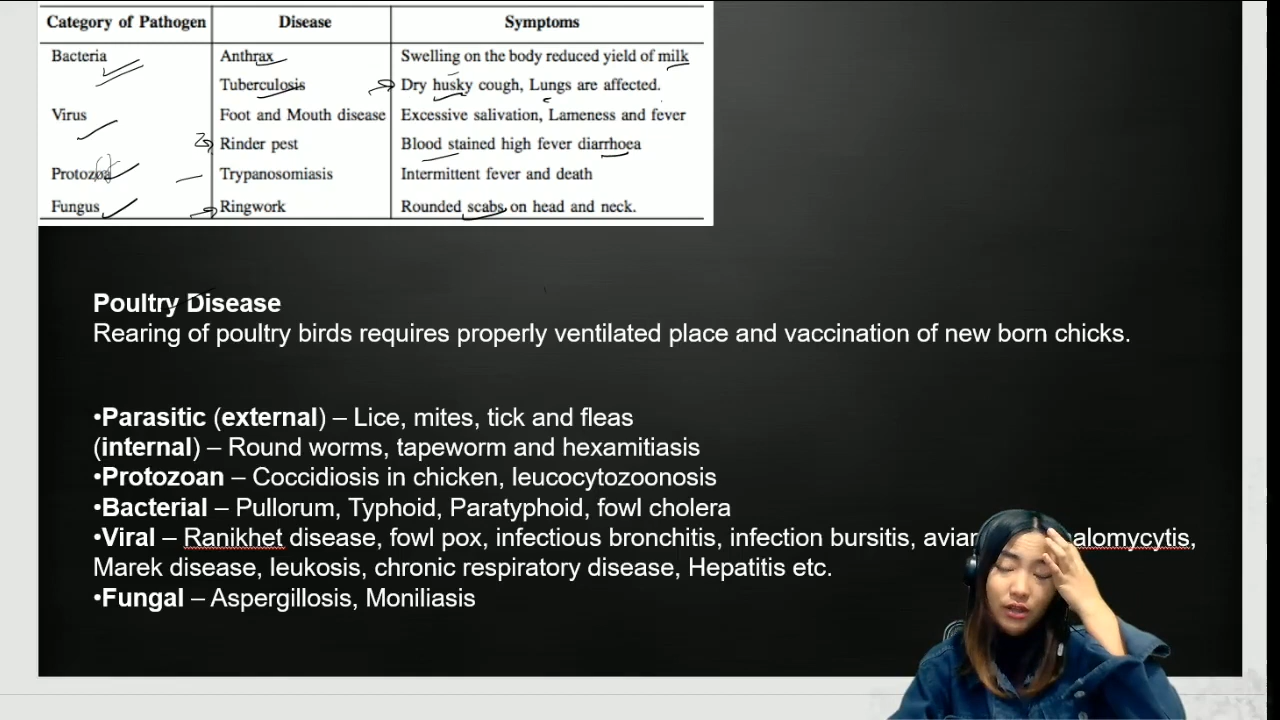 Category of Pathogen Disease Symptoms
Bacteria Anthrax Swelling on the body reduced yield of milk
Tuberculosis Dry husky cough, Lungs are affected.
Virus Foot and Mouth disease Excessive salivation, Lameness and fever
Rinder pest Blood stained high fever diarrhoea
Protozoa Trypanosomiasis Intermittent fever and death
Fungus Ringwork Rounded scabs on head and neck.
Poultry Disease
Rearing of poultry birds requires properly ventilated place and vaccination of new born chicks.
•Parasitic (external) – Lice, mites, tick and fleas
(internal) – Round worms, tapeworm and hexamitiasis
•Protozoan – Coccidiosis in chicken, leucocytozoonosis
•Bacterial – Pullorum, Typhoid, Paratyphoid, fowl cholera
•Viral – Ranikhet disease, fowl pox, infectious bronchitis, infection bursitis,
Marek disease, leukosis, chronic respiratory disease, Hepatitis etc.
•Fungal – Aspergillosis, Moniliasis